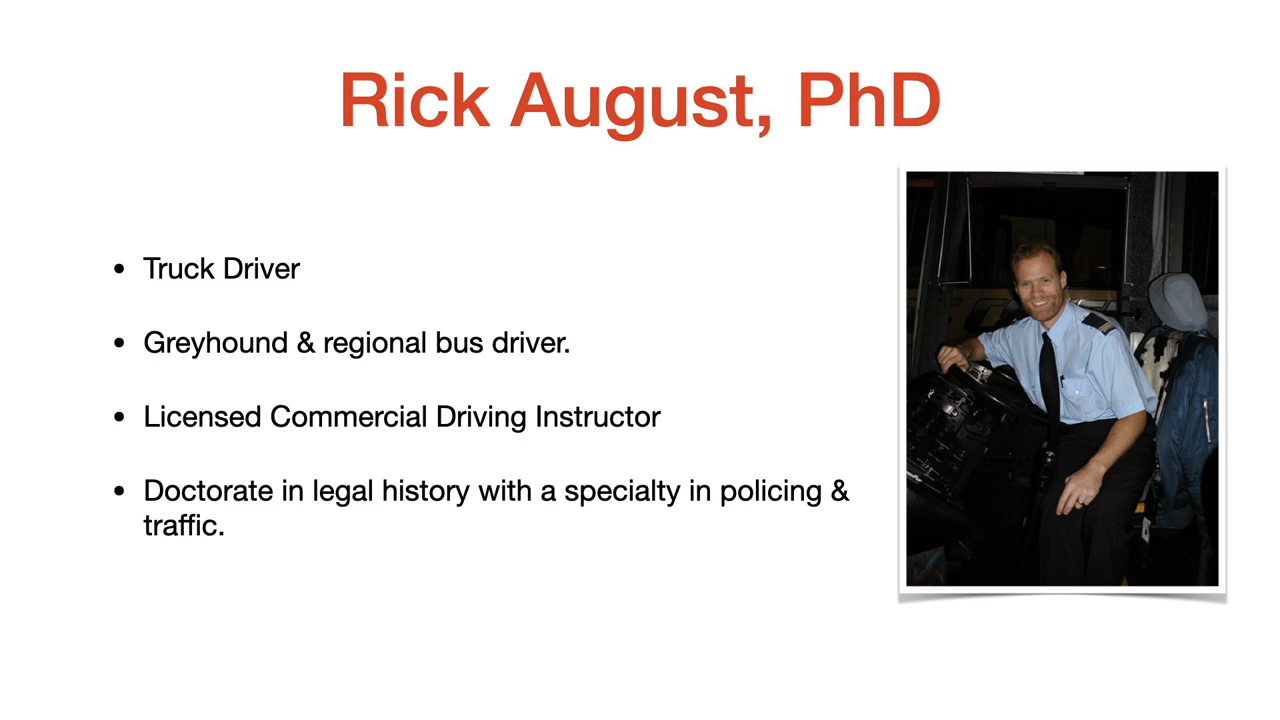 Rick August, PhD
• Truck Driver
• Greyhound & regional bus driver.
• Licensed Commercial Driving Instructor
• Doctorate in legal history with a specialty in policing &
traffic.